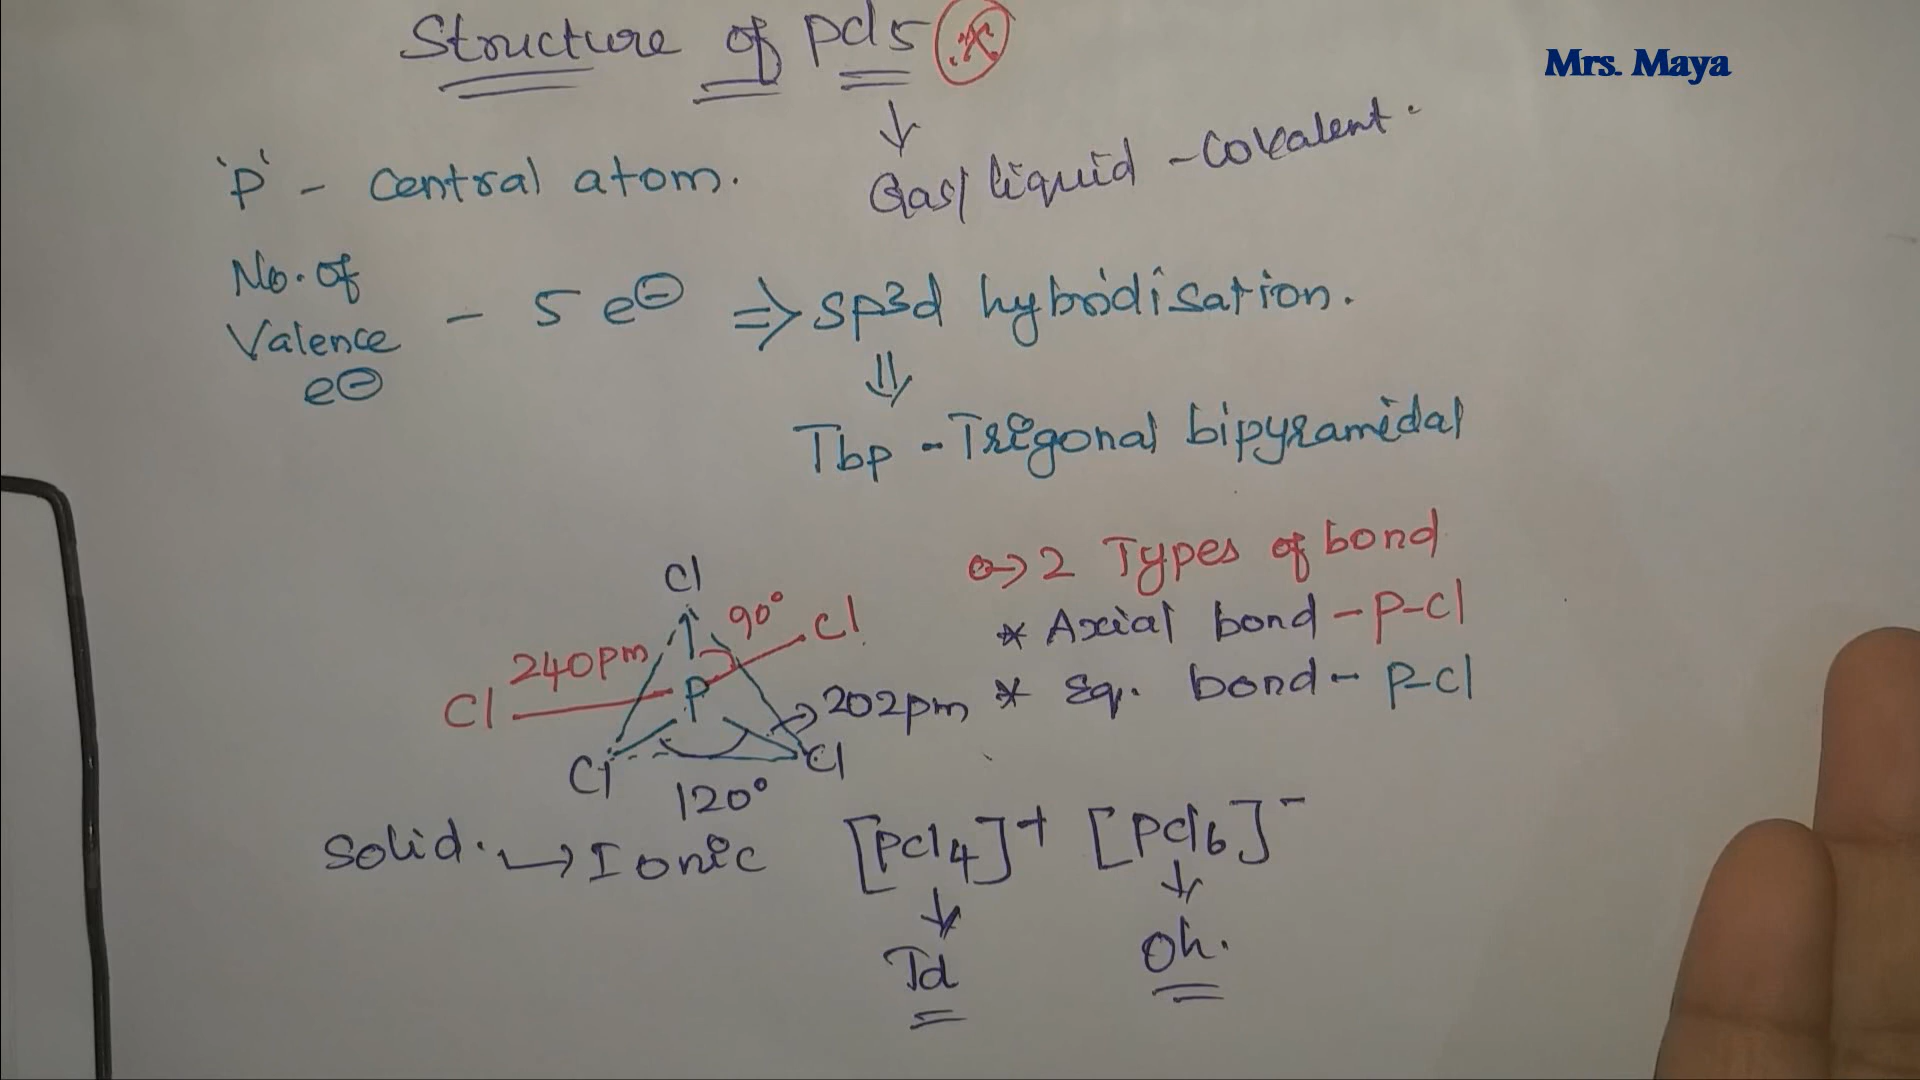 Structure of pcl5
Mrs. Maya
Gas/liquid - Covalent.
'P' - Central atom.
No. of
Valence - 5 e⊖ ⇒ sp3d hybridisation.
e⊖
Tbp - Trigonal bipyramidal
2 Types of bond
* Axial bond - P-Cl
* Eq. bond - P-Cl
Cl
90°
Cl
240pm
Cl
P
202pm
Cl
Cl
120°
Solid. → Ionic [pcl4]+ [pcl6]-
Td
Oh.